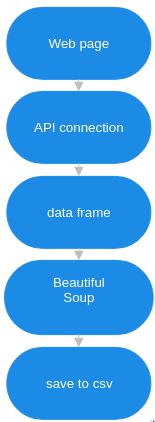 Web page
API connection
data frame
Beautiful
Soup
save to csv